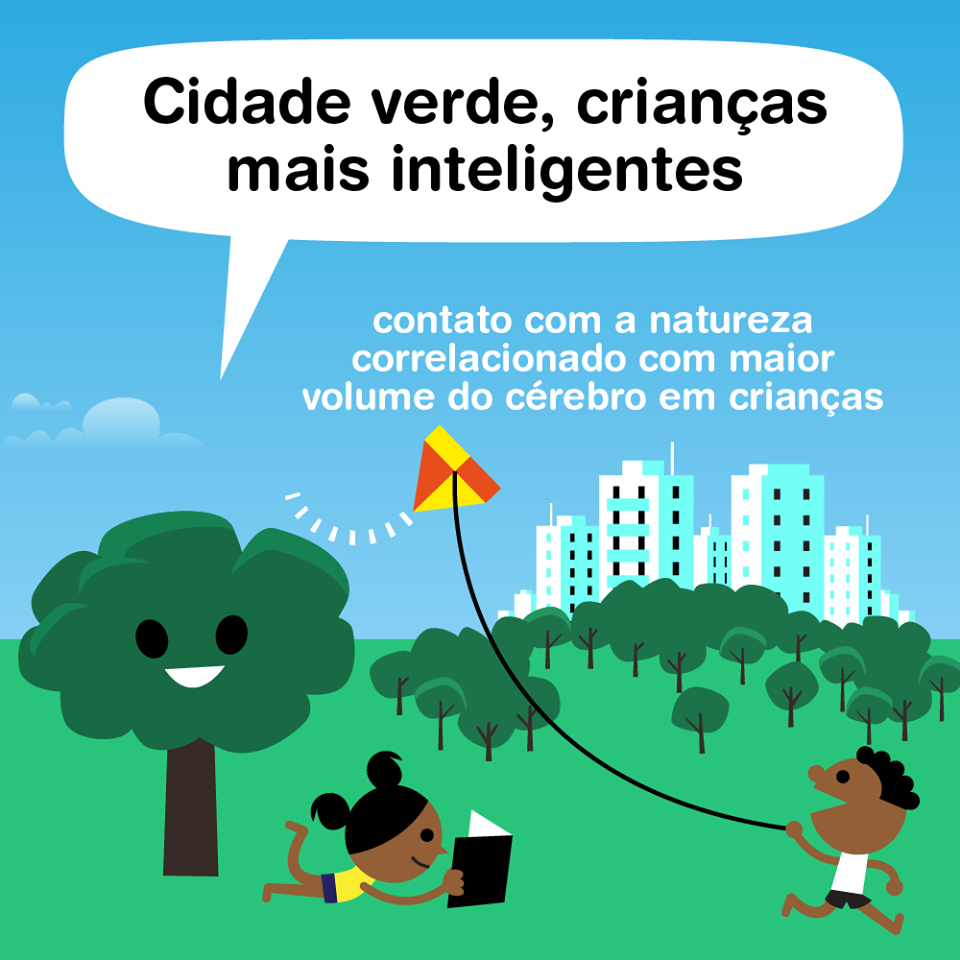 Cidade verde, crianças
mais inteligentes
contato com a natureza
correlacionado com maior
volume do cérebro em crianças